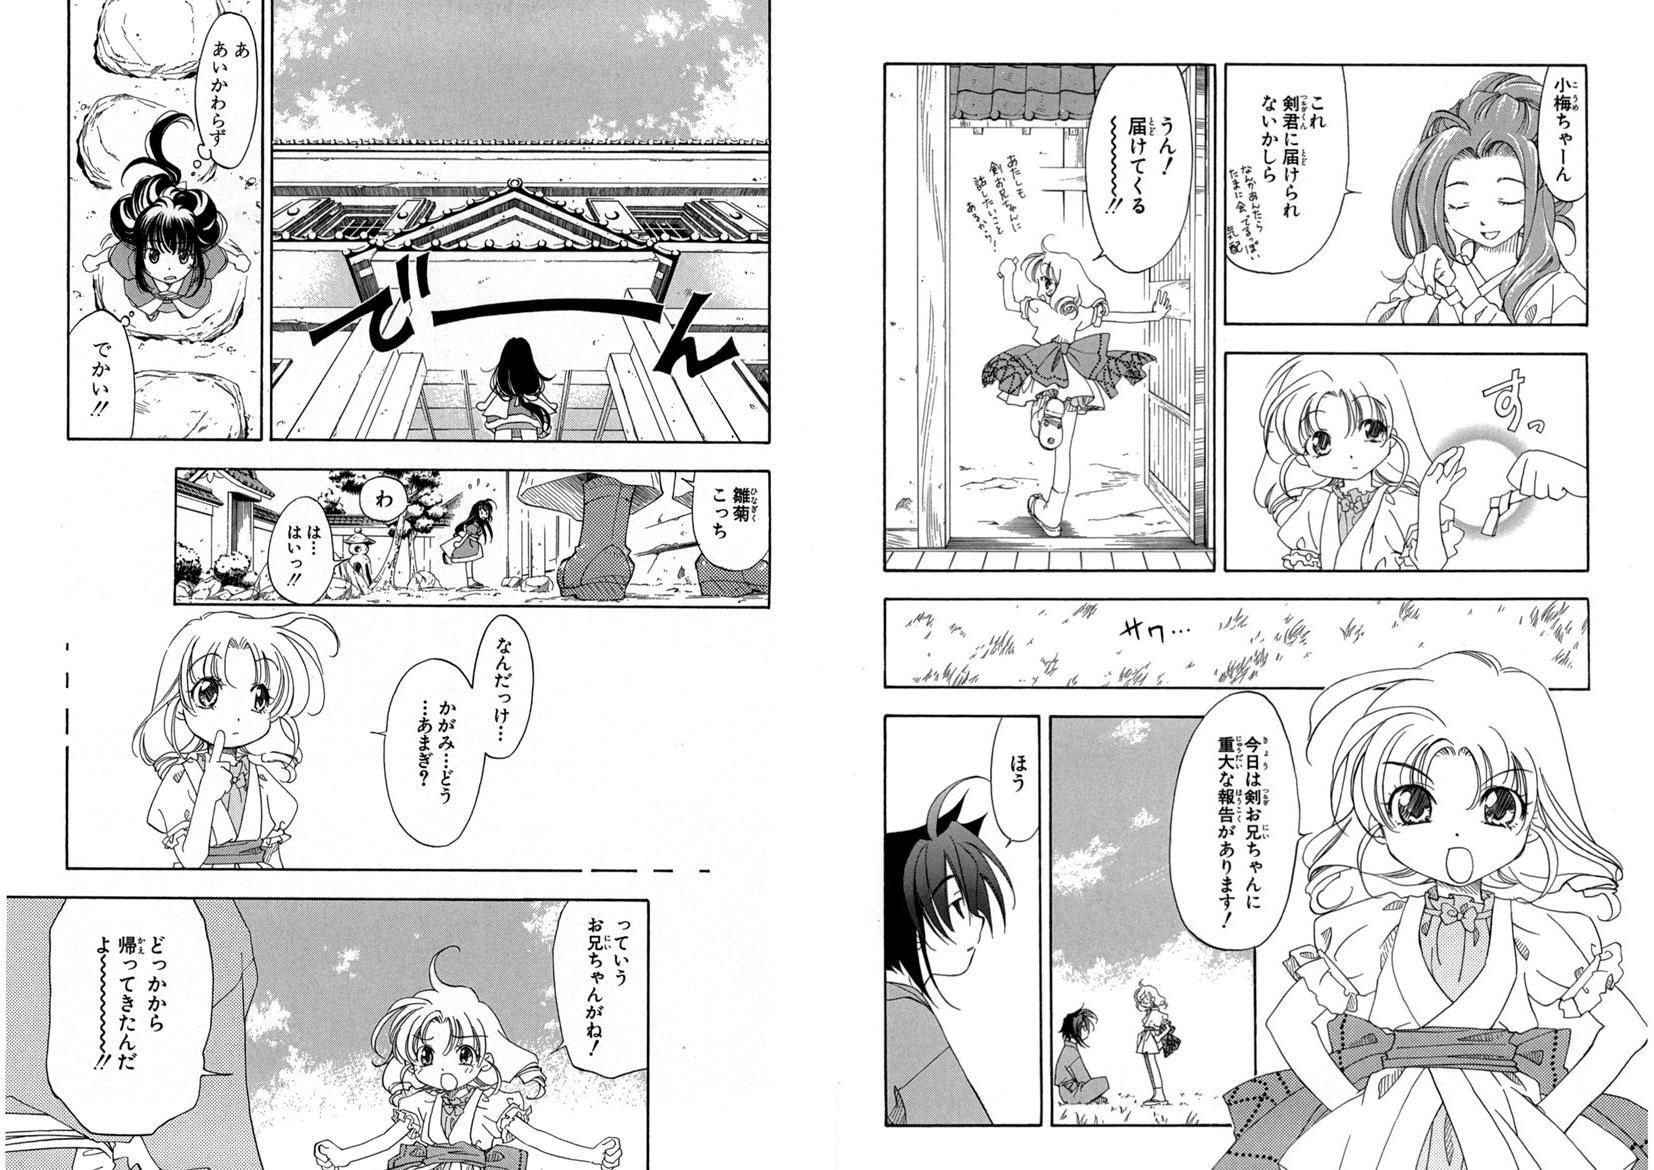 小梅ちゃーん
これ
剣君に届けられ
ないかしら
なんかあんたら
たまに会ってるっぽい
気配
すっ
うん！
届けてくる
〜〜〜〜!!
あたしも
剣お兄ちゃんに
話したいこと
あるから！
サワ…
今日は剣お兄ちゃんに
重大な報告があります！
ほう
でーん
あ
あいかわらず
でかい!!
雛菊
こっち
わ
は…
はいっ!!
なんだっけ…
かがみ…どう
…あまぎ？
っていう
お兄ちゃんがね！
どっかから
帰ってきたんだ
よ〜〜〜〜!!